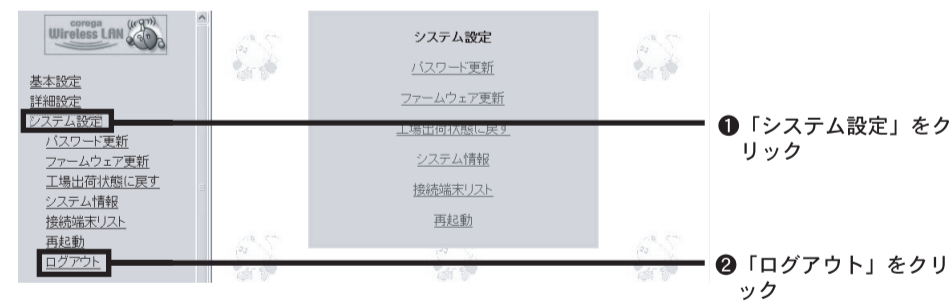 corega
Wireless LAN
基本設定
詳細設定
システム設定
パスワード更新
ファームウェア更新
工場出荷状態に戻す
システム情報
接続端末リスト
再起動
ログアウト
システム設定
パスワード更新
ファームウェア更新
工場出荷状態に戻す
システム情報
接続端末リスト
再起動
❶「システム設定」をク
リック
❷「ログアウト」をクリ
ック